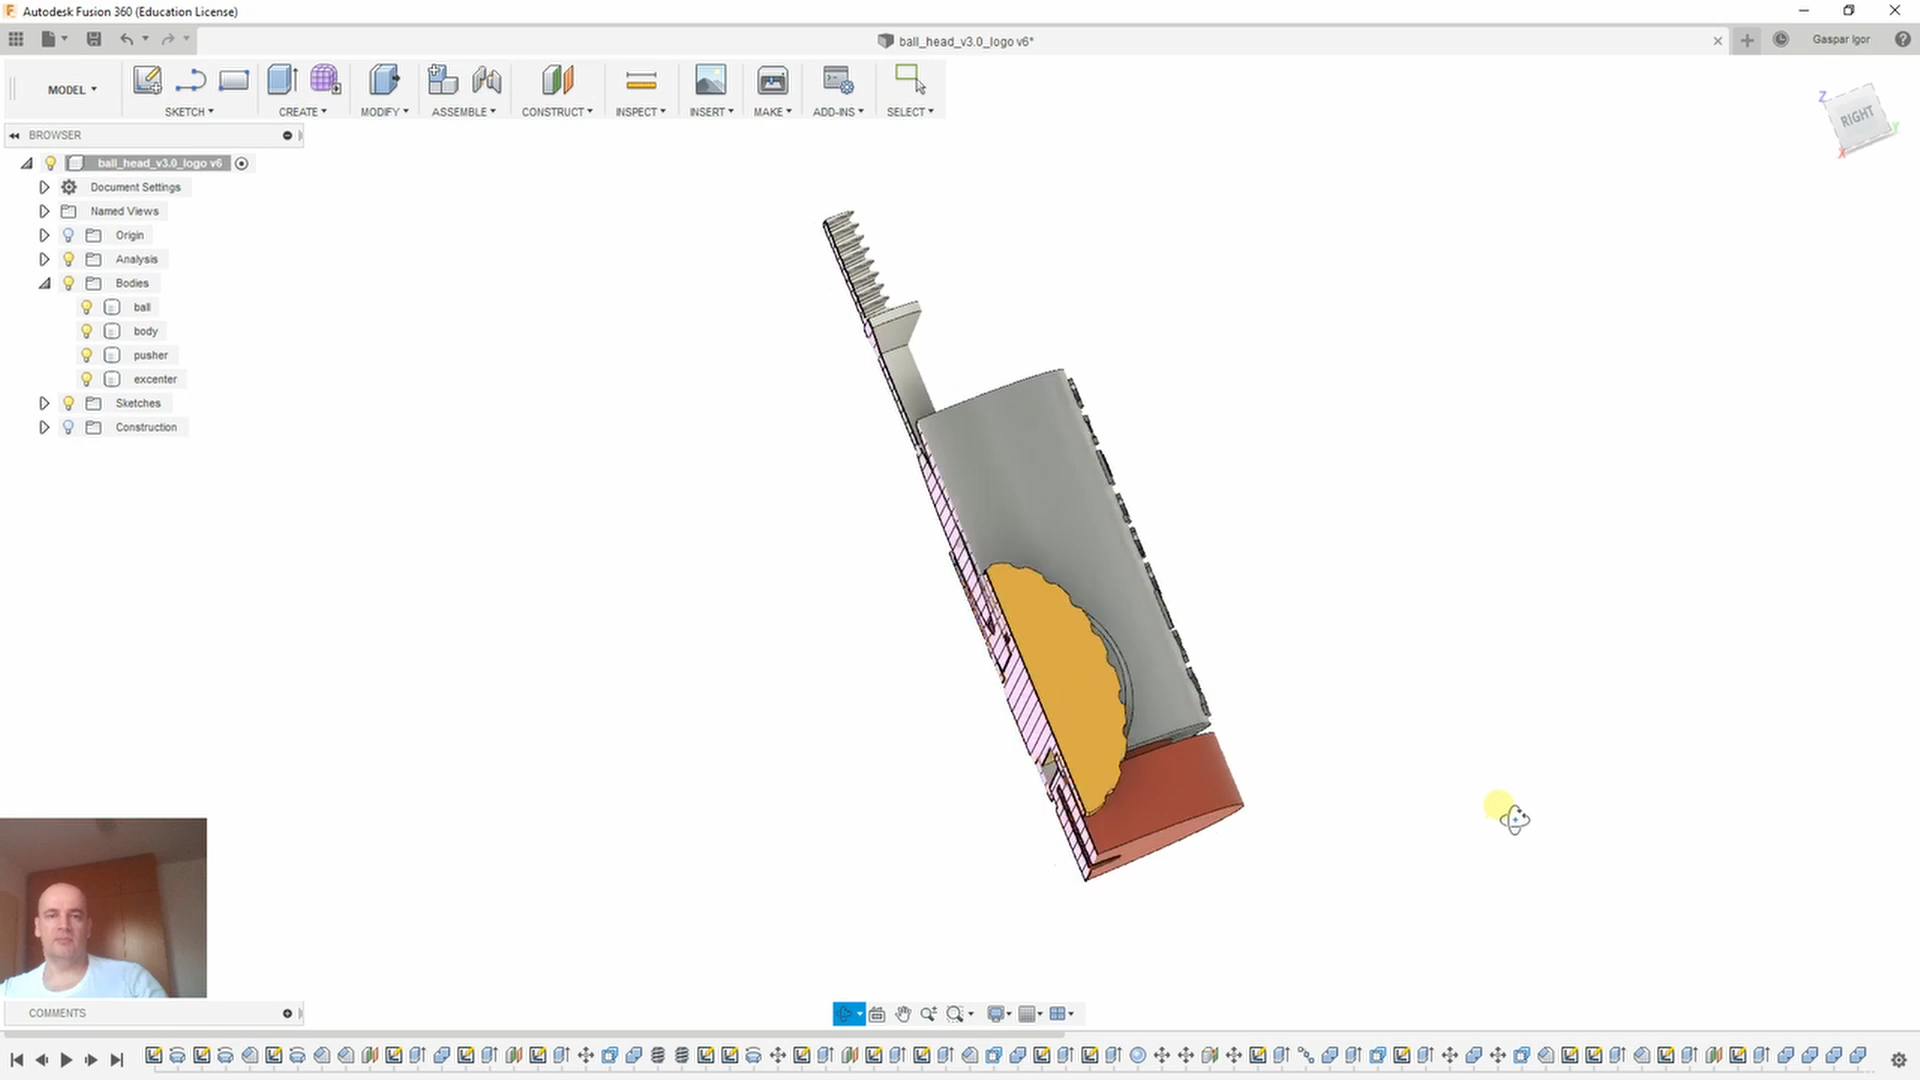 Autodesk Fusion 360 (Education License)
ball_head_v3.0_logo v6*
Gaspar Igor
MODEL
SKETCH
CREATE
MODIFY
ASSEMBLE
CONSTRUCT
INSPECT
INSERT
MAKE
ADD-INS
SELECT
Z
RIGHT
Y
X
BROWSER
ball_head_v3.0_logo v6
Document Settings
Named Views
Origin
Analysis
Bodies
ball
body
pusher
excenter
Sketches
Construction
COMMENTS